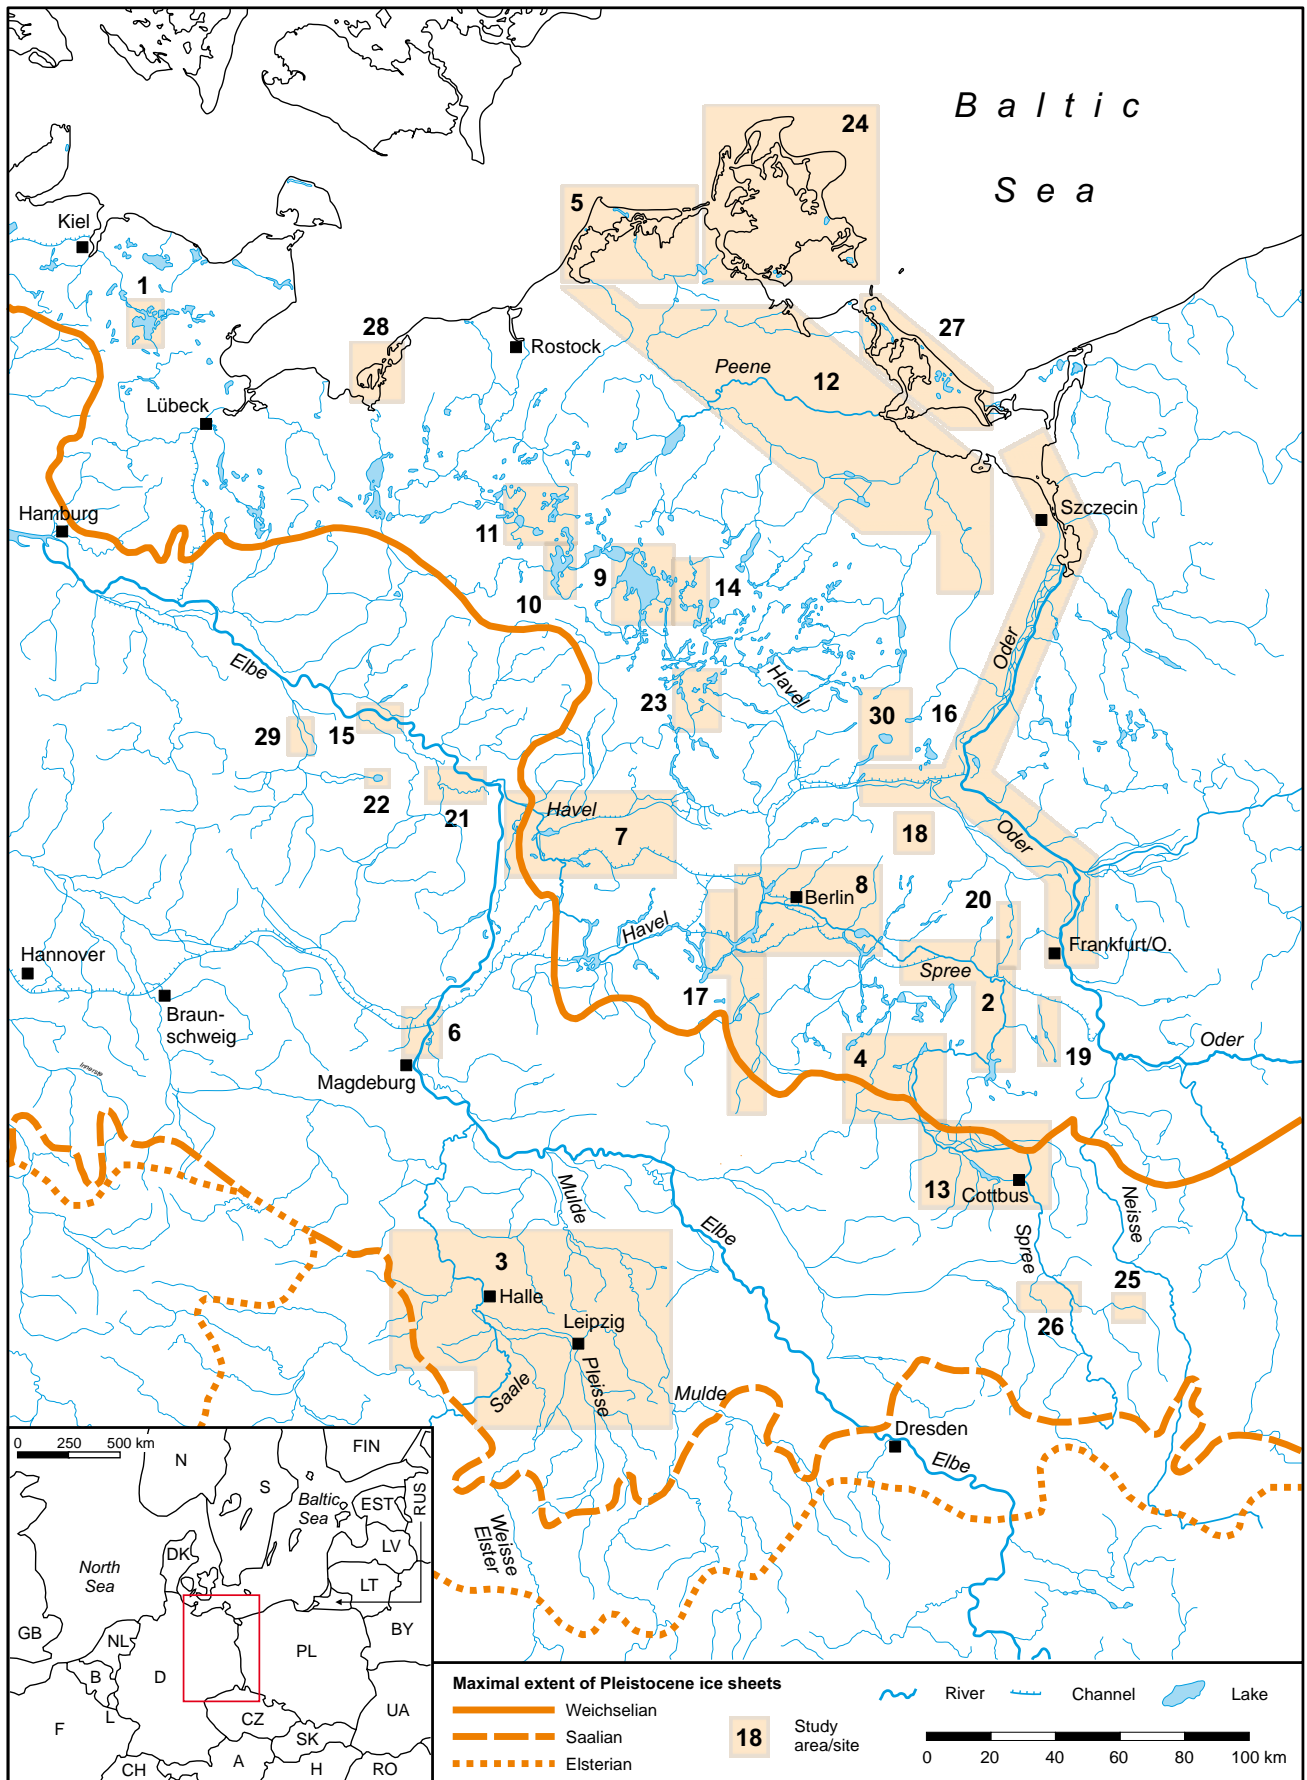 Baltic
Sea
24
5
Kiel
1
28
27
Rostock
Peene
12
Lübeck
Hamburg
Szczecin
11
9
14
10
Oder
Elbe
Havel
23
30
16
29
15
22
21
Havel
7
18
Oder
8
Berlin
20
Havel
Frankfurt/O.
Hannover
Spree
17
2
Braun-
schweig
6
4
19
Oder
Magdeburg
13
Cottbus
Mulde
Elbe
Neisse
Spree
3
Halle
25
26
Leipzig
Saale
Pleisse
Mulde
Dresden
Elbe
Weisse
Elster
0 250 500 km
N
FIN
S
Baltic
Sea
EST
RUS
DK
LV
North
Sea
LT
GB
NL
BY
PL
B
D
L
UA
F
CZ
SK
CH
A
H
RO
Maximal extent of Pleistocene ice sheets
Weichselian
Saalian
Elsterian
River
Channel
Lake
18
Study
area/site
0 20 40 60 80 100 km